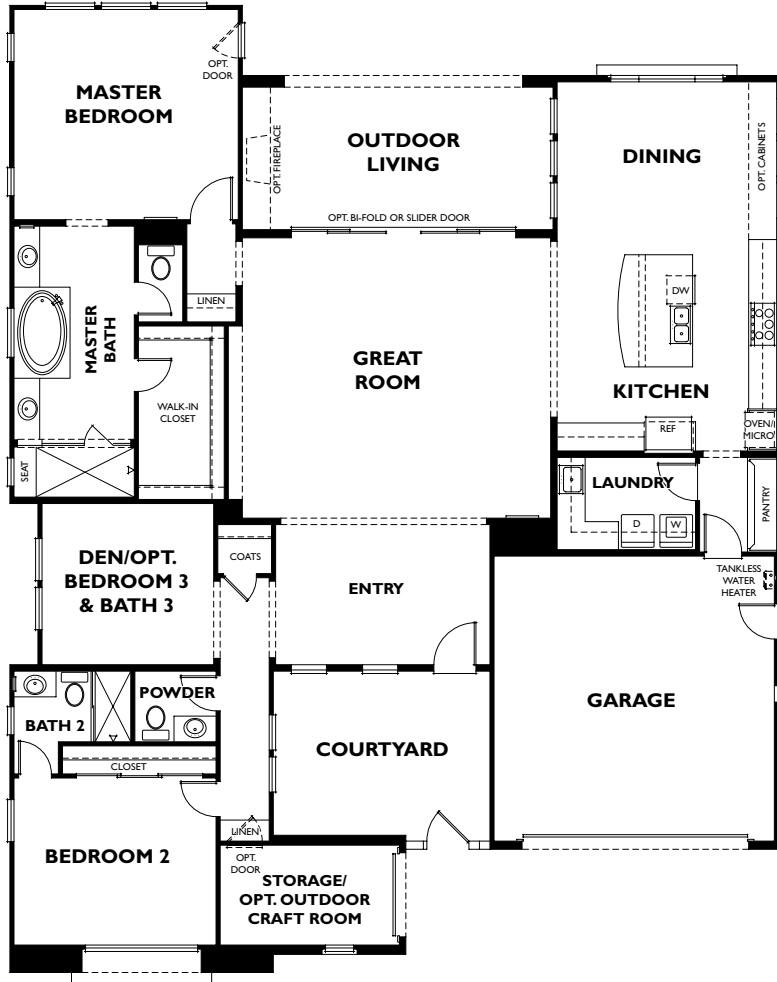 OPT.
DOOR
MASTER
BEDROOM
OPT. FIREPLACE
OUTDOOR
LIVING
DINING
OPT. CABINETS
OPT. BI-FOLD OR SLIDER DOOR
LINEN
DW
MASTER
BATH
GREAT
ROOM
KITCHEN
WALK-IN
CLOSET
REF
OVEN/
MICRO
SEAT
LAUNDRY
PANTRY
D
W
COATS
DEN/OPT.
BEDROOM 3
& BATH 3
ENTRY
TANKLESS
WATER
HEATER
POWDER
BATH 2
GARAGE
COURTYARD
CLOSET
LINEN
BEDROOM 2
OPT.
DOOR
STORAGE/
OPT. OUTDOOR
CRAFT ROOM